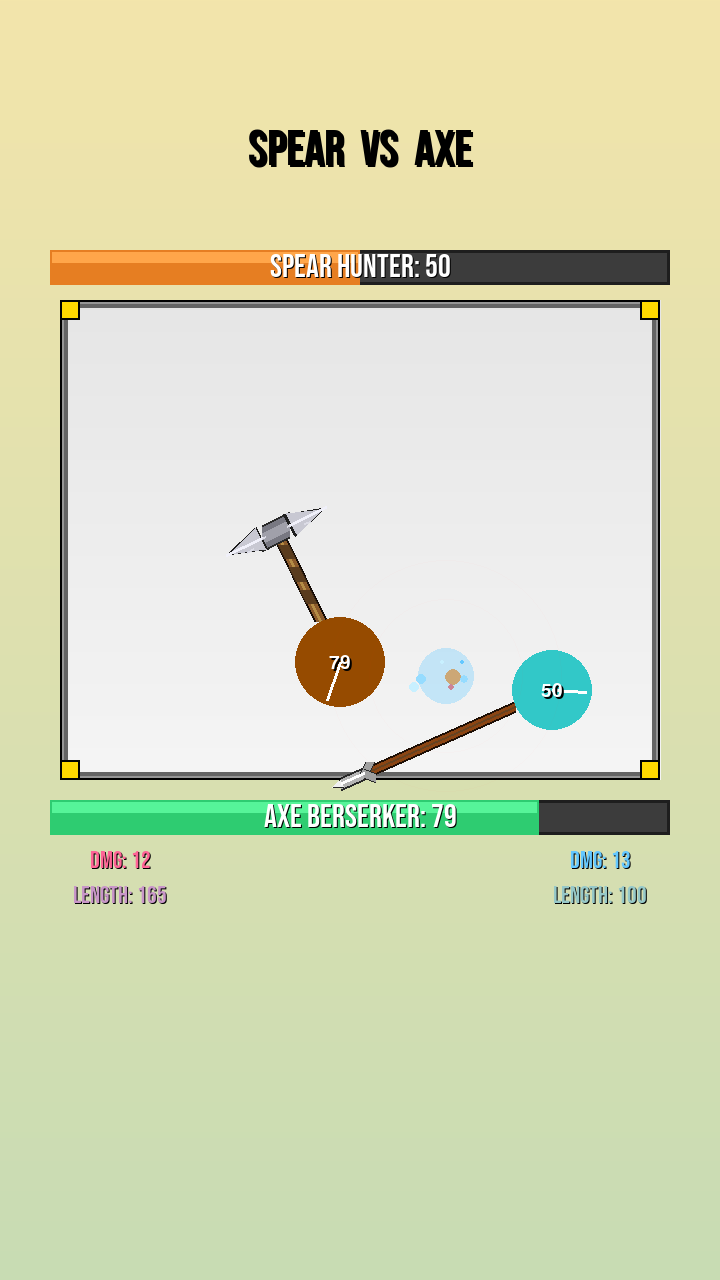 SPEAR VS AXE
SPEAR HUNTER: 50
79
50
AXE BERSERKER: 79
DMG: 12
DMG: 13
LENGTH: 165
LENGTH: 100